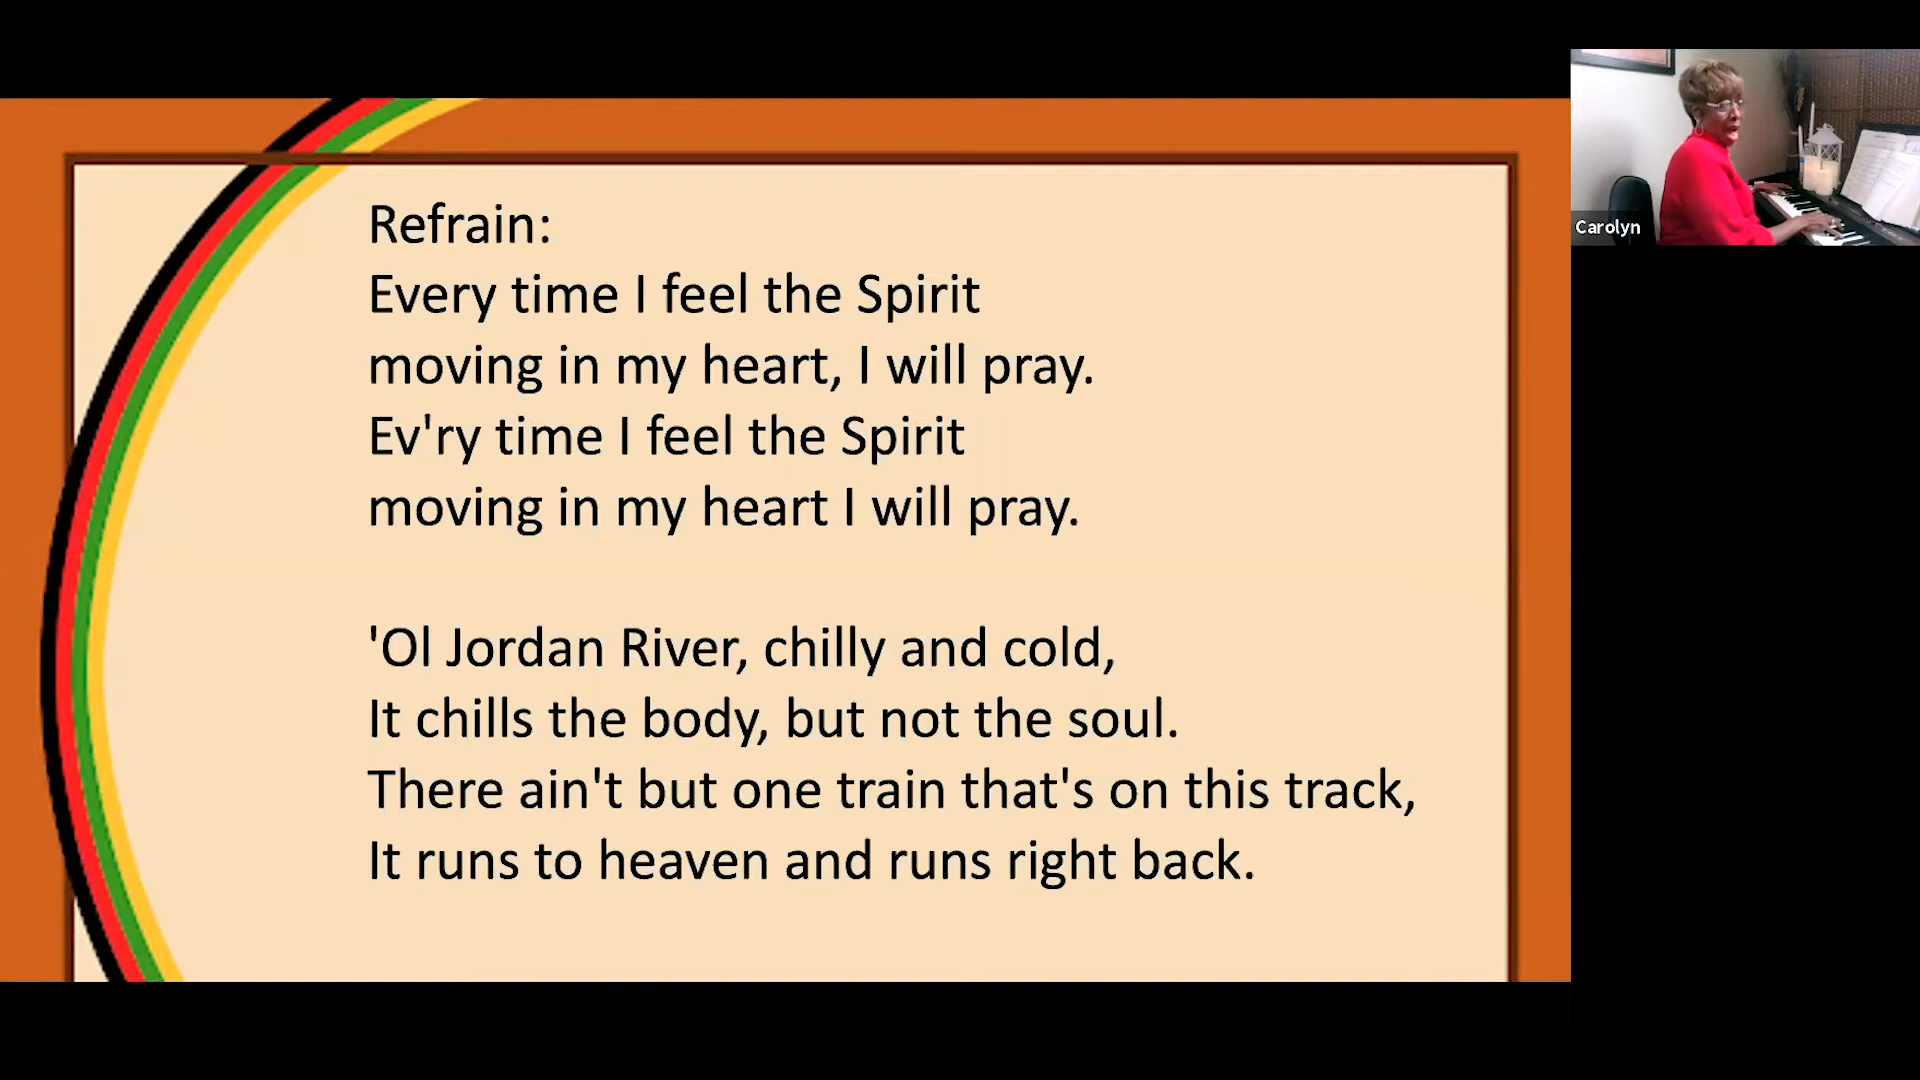 Refrain:
Every time I feel the Spirit
moving in my heart, I will pray.
Ev'ry time I feel the Spirit
moving in my heart I will pray.
'Ol Jordan River, chilly and cold,
It chills the body, but not the soul.
There ain't but one train that's on this track,
It runs to heaven and runs right back.
Carolyn